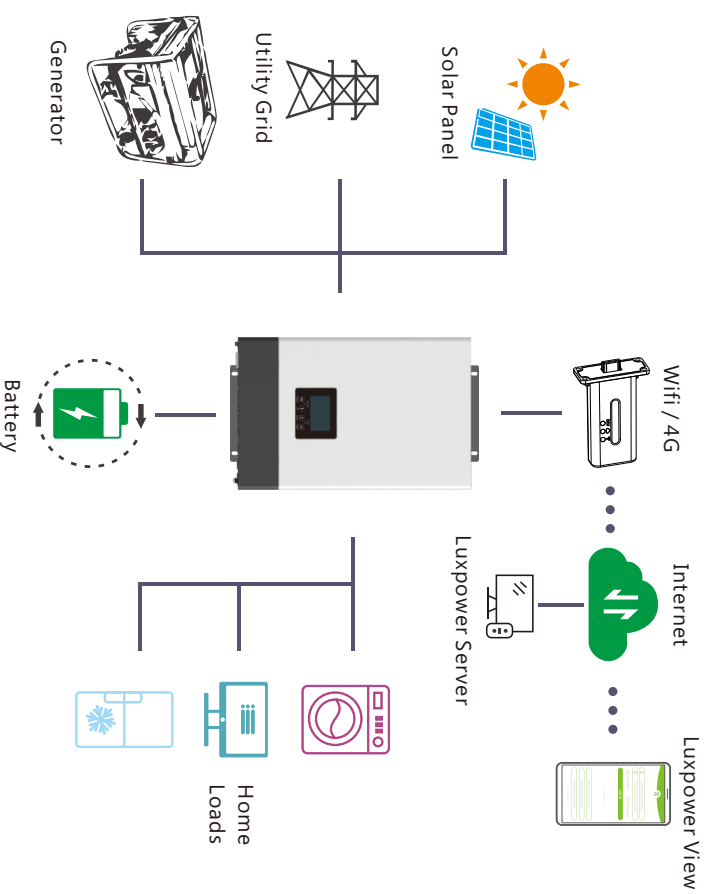 Solar Panel
Utility Grid
Generator
Wifi / 4G
Battery
Internet
Luxpower Server
Luxpower View
Home
Loads